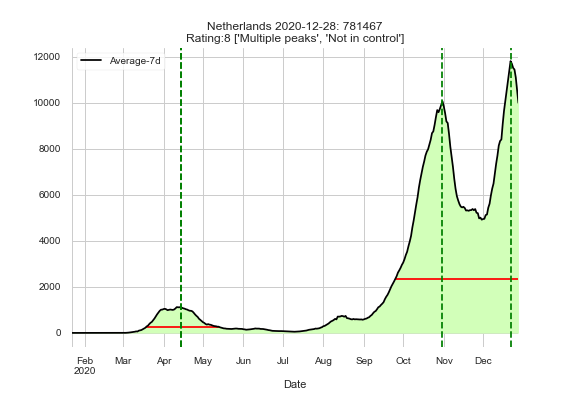 Netherlands 2020-12-28: 781467
Rating:8 ['Multiple peaks', 'Not in control']
Average-7d
12000
10000
8000
6000
4000
2000
0
Feb Mar Apr May Jun Jul Aug Sep Oct Nov Dec
2020
Date